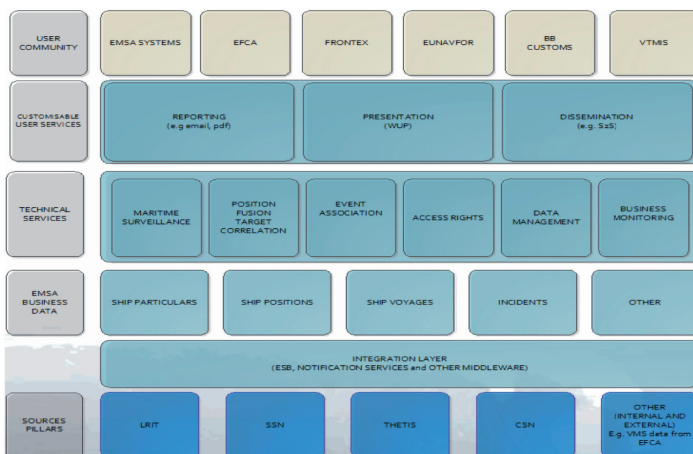 USER
COMMUNITY
EMSA SYSTEMS
EFCA
FRONTEX
EUNAVFOR
BB
CUSTOMS
VTMIS
CUSTOMISABLE
USER SERVICES
REPORTING
(e.g email, pdf)
PRESENTATION
(WUP)
DISSEMINATION
(e.g. S2S)
TECHNICAL
SERVICES
MARITIME
SURVEILLANCE
POSITION
FUSION
TARGET
CORRELATION
EVENT
ASSOCIATION
ACCESS RIGHTS
DATA
MANAGEMENT
BUSINESS
MONITORING
EMSA
BUSINESS
DATA
SHIP PARTICULARS
SHIP POSITIONS
SHIP VOYAGES
INCIDENTS
OTHER
INTEGRATION LAYER
(ESB, NOTIFICATION SERVICES and OTHER MIDDLEWARE)
SOURCES
PILLARS
LRIT
SSN
THETIS
CSN
OTHER
(INTERNAL AND
EXTERNAL)
E.g. VMS data from
EFCA